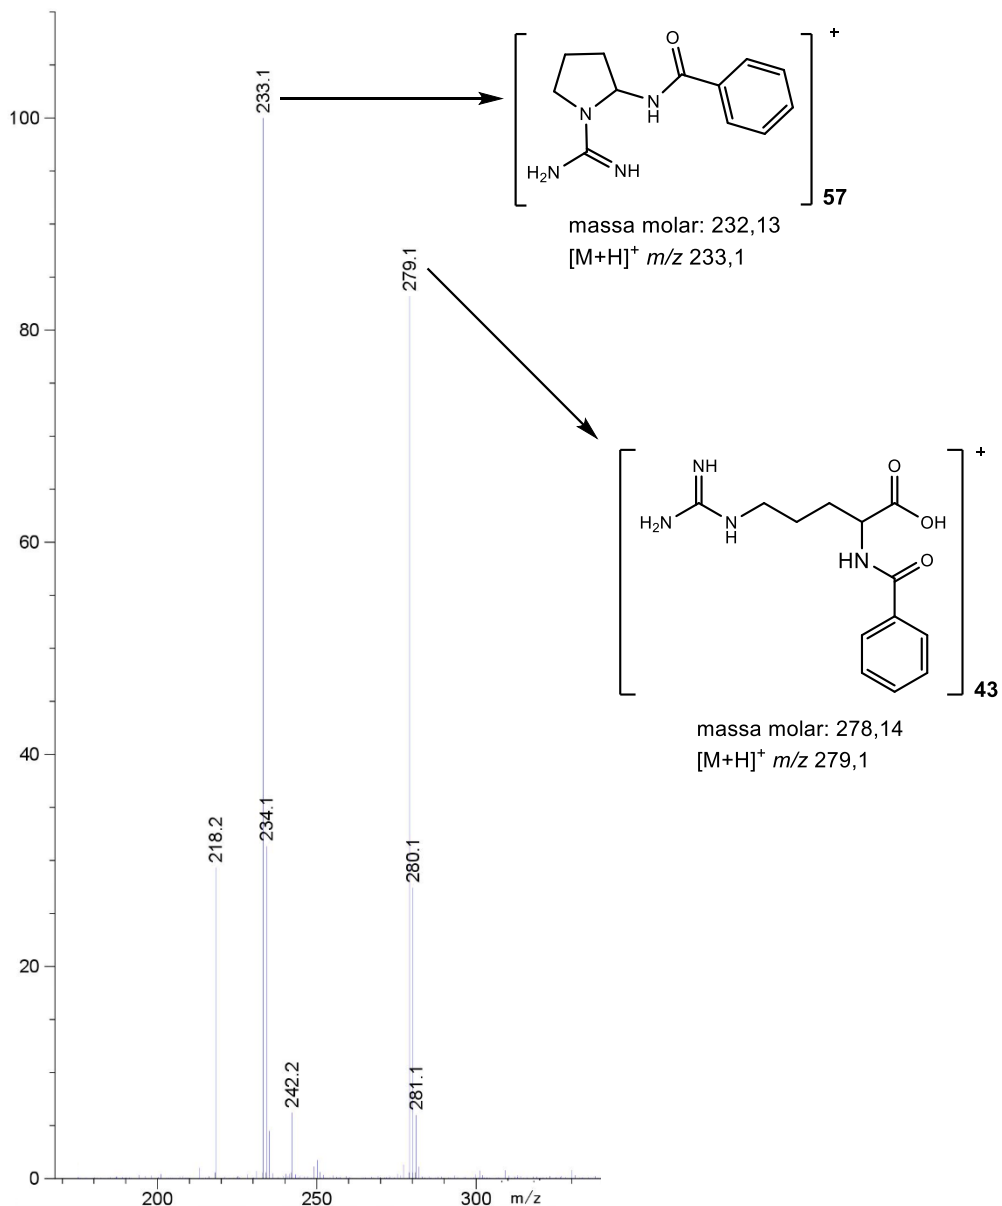 100
80
60
40
20
0
200
250
300
m/z
218.2
233.1
234.1
242.2
279.1
280.1
281.1
O
N
H
N
H₂N
NH
+
57
massa molar: 232,13
[M+H]⁺ m/z 233,1
NH
O
H₂N
N
H
OH
HN
O
+
43
massa molar: 278,14
[M+H]⁺ m/z 279,1